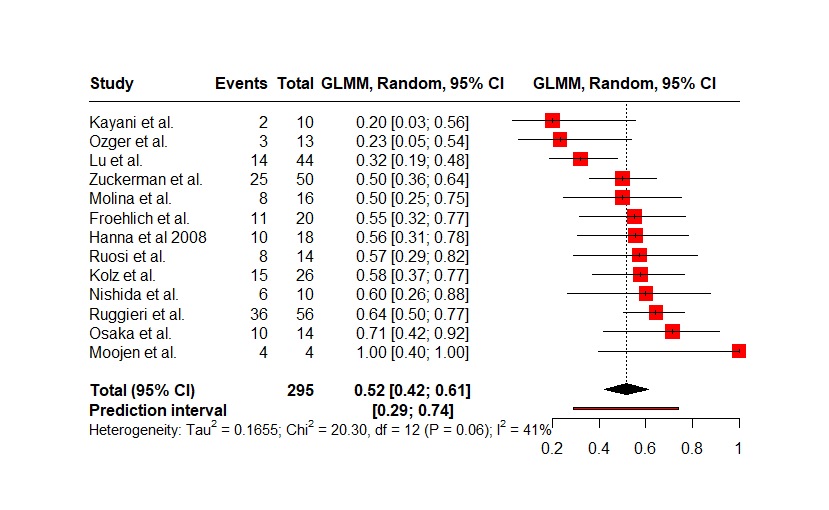 Study Events Total GLMM, Random, 95% CI GLMM, Random, 95% CI
Kayani et al. 2 10 0.20 [0.03; 0.56]
Ozger et al. 3 13 0.23 [0.05; 0.54]
Lu et al. 14 44 0.32 [0.19; 0.48]
Zuckerman et al. 25 50 0.50 [0.36; 0.64]
Molina et al. 8 16 0.50 [0.25; 0.75]
Froehlich et al. 11 20 0.55 [0.32; 0.77]
Hanna et al 2008 10 18 0.56 [0.31; 0.78]
Ruosi et al. 8 14 0.57 [0.29; 0.82]
Kolz et al. 15 26 0.58 [0.37; 0.77]
Nishida et al. 6 10 0.60 [0.26; 0.88]
Ruggieri et al. 36 56 0.64 [0.50; 0.77]
Osaka et al. 10 14 0.71 [0.42; 0.92]
Moojen et al. 4 4 1.00 [0.40; 1.00]
Total (95% CI) 295 0.52 [0.42; 0.61]
Prediction interval [0.29; 0.74]
Heterogeneity: Tau² = 0.1655; Chi² = 20.30, df = 12 (P = 0.06); I² = 41%
0.2 0.4 0.6 0.8 1